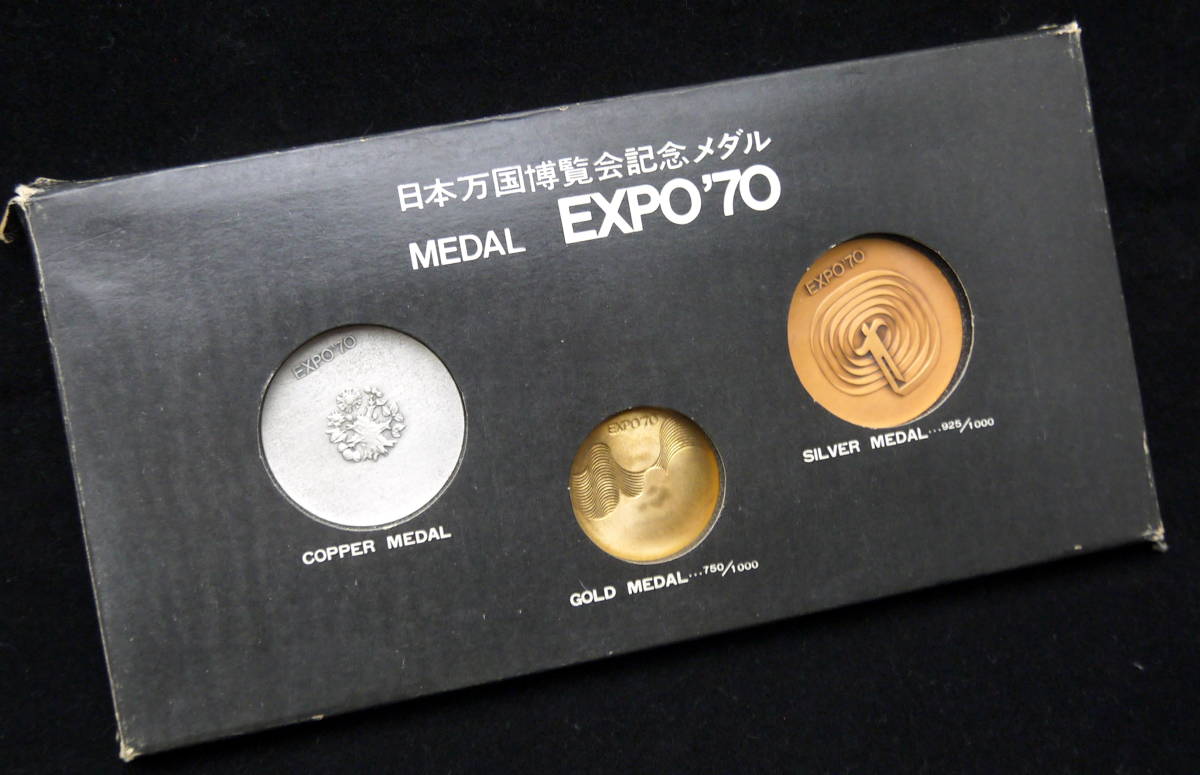 日本万国博覧会記念メダル
MEDAL EXPO'70
EXPO'70
COPPER MEDAL
EXPO'70
GOLD MEDAL...750/1000
EXPO'70
SILVER MEDAL...925/1000